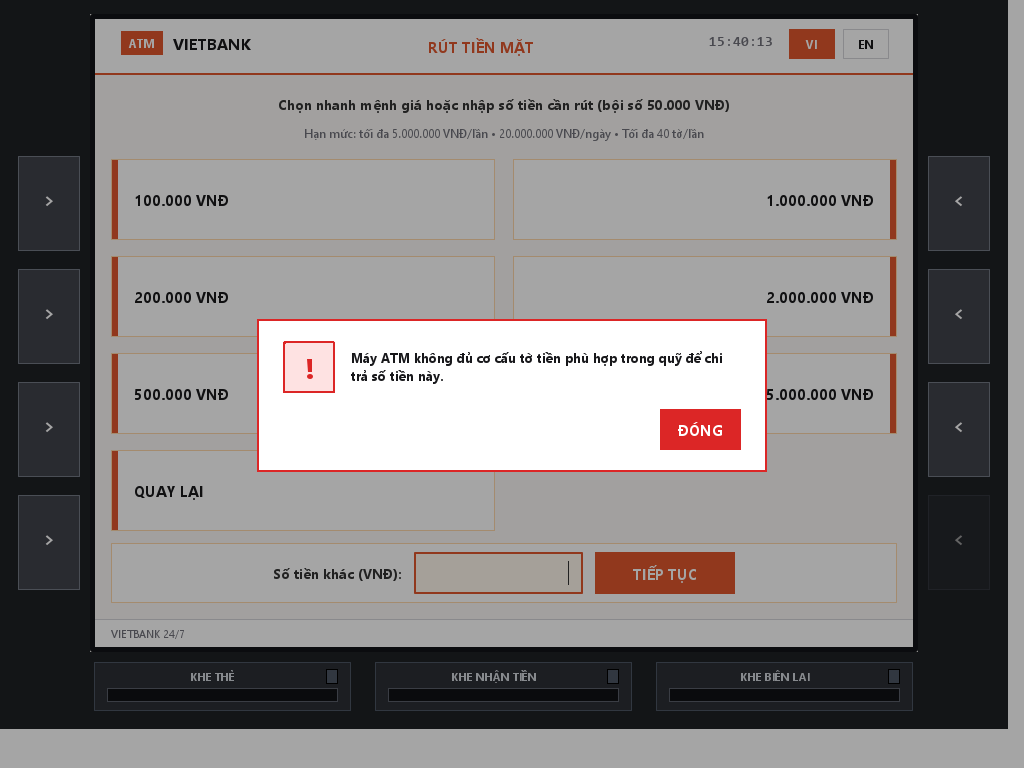 ATM VIETBANK
RÚT TIỀN MẶT
15:40:13
VI
EN
Chọn nhanh mệnh giá hoặc nhập số tiền cần rút (bội số 50.000 VNĐ)
Hạn mức: tối đa 5.000.000 VNĐ/lần • 20.000.000 VNĐ/ngày • Tối đa 40 tờ/lần
>
100.000 VNĐ
1.000.000 VNĐ
<
>
200.000 VNĐ
2.000.000 VNĐ
<
!
Máy ATM không đủ cơ cấu tờ tiền phù hợp trong quỹ để chi
trả số tiền này.
ĐÓNG
>
500.000 VNĐ
5.000.000 VNĐ
<
>
QUAY LẠI
<
Số tiền khác (VNĐ):
TIẾP TỤC
VIETBANK 24/7
KHE THẺ
KHE NHẬN TIỀN
KHE BIÊN LAI